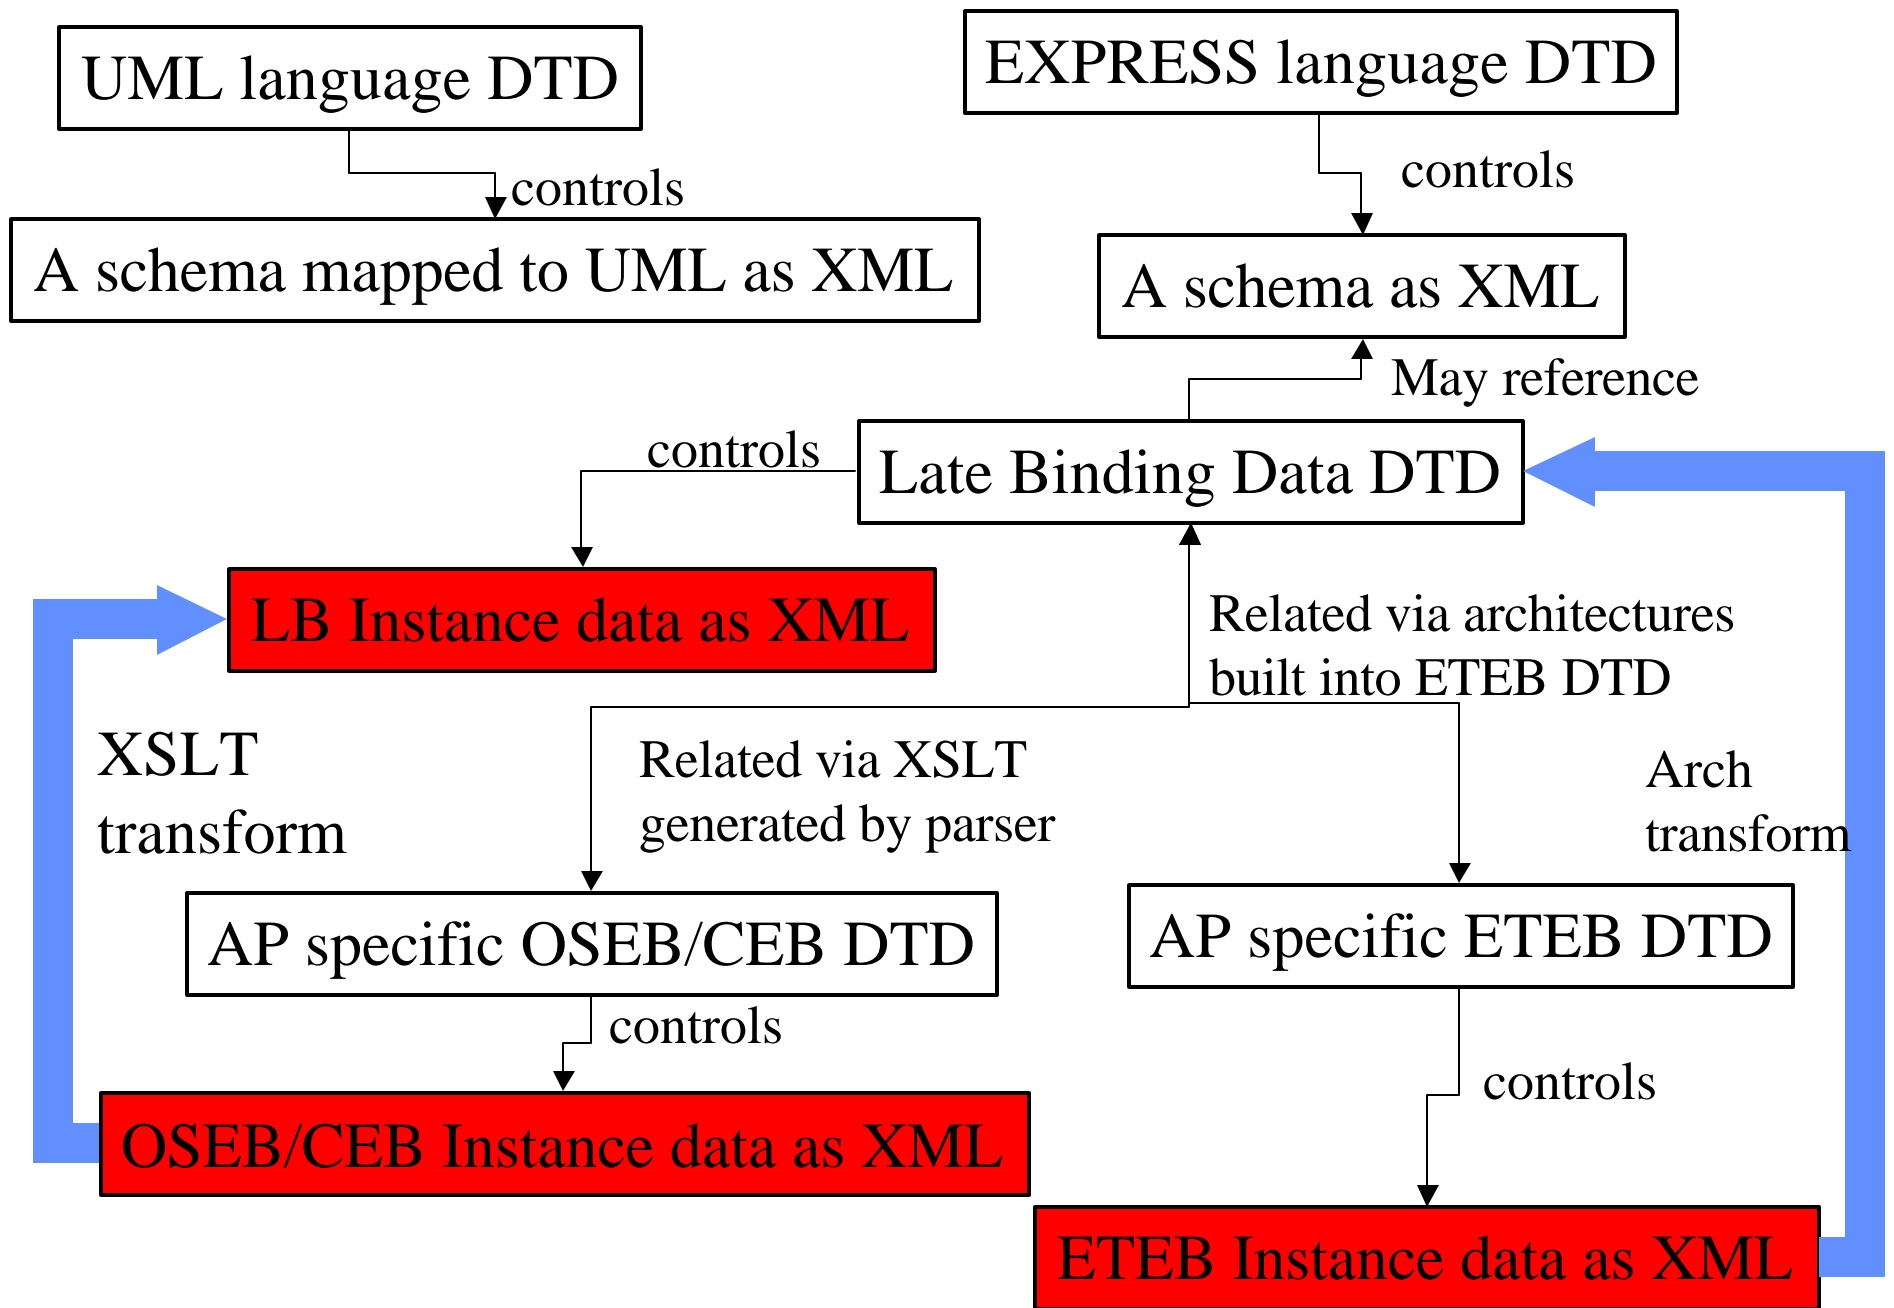 UML language DTD
EXPRESS language DTD
controls
controls
A schema mapped to UML as XML
A schema as XML
May reference
controls
Late Binding Data DTD
LB Instance data as XML
Related via architectures
built into ETEB DTD
XSLT
transform
Related via XSLT
generated by parser
Arch
transform
AP specific OSEB/CEB DTD
AP specific ETEB DTD
controls
controls
OSEB/CEB Instance data as XML
ETEB Instance data as XML